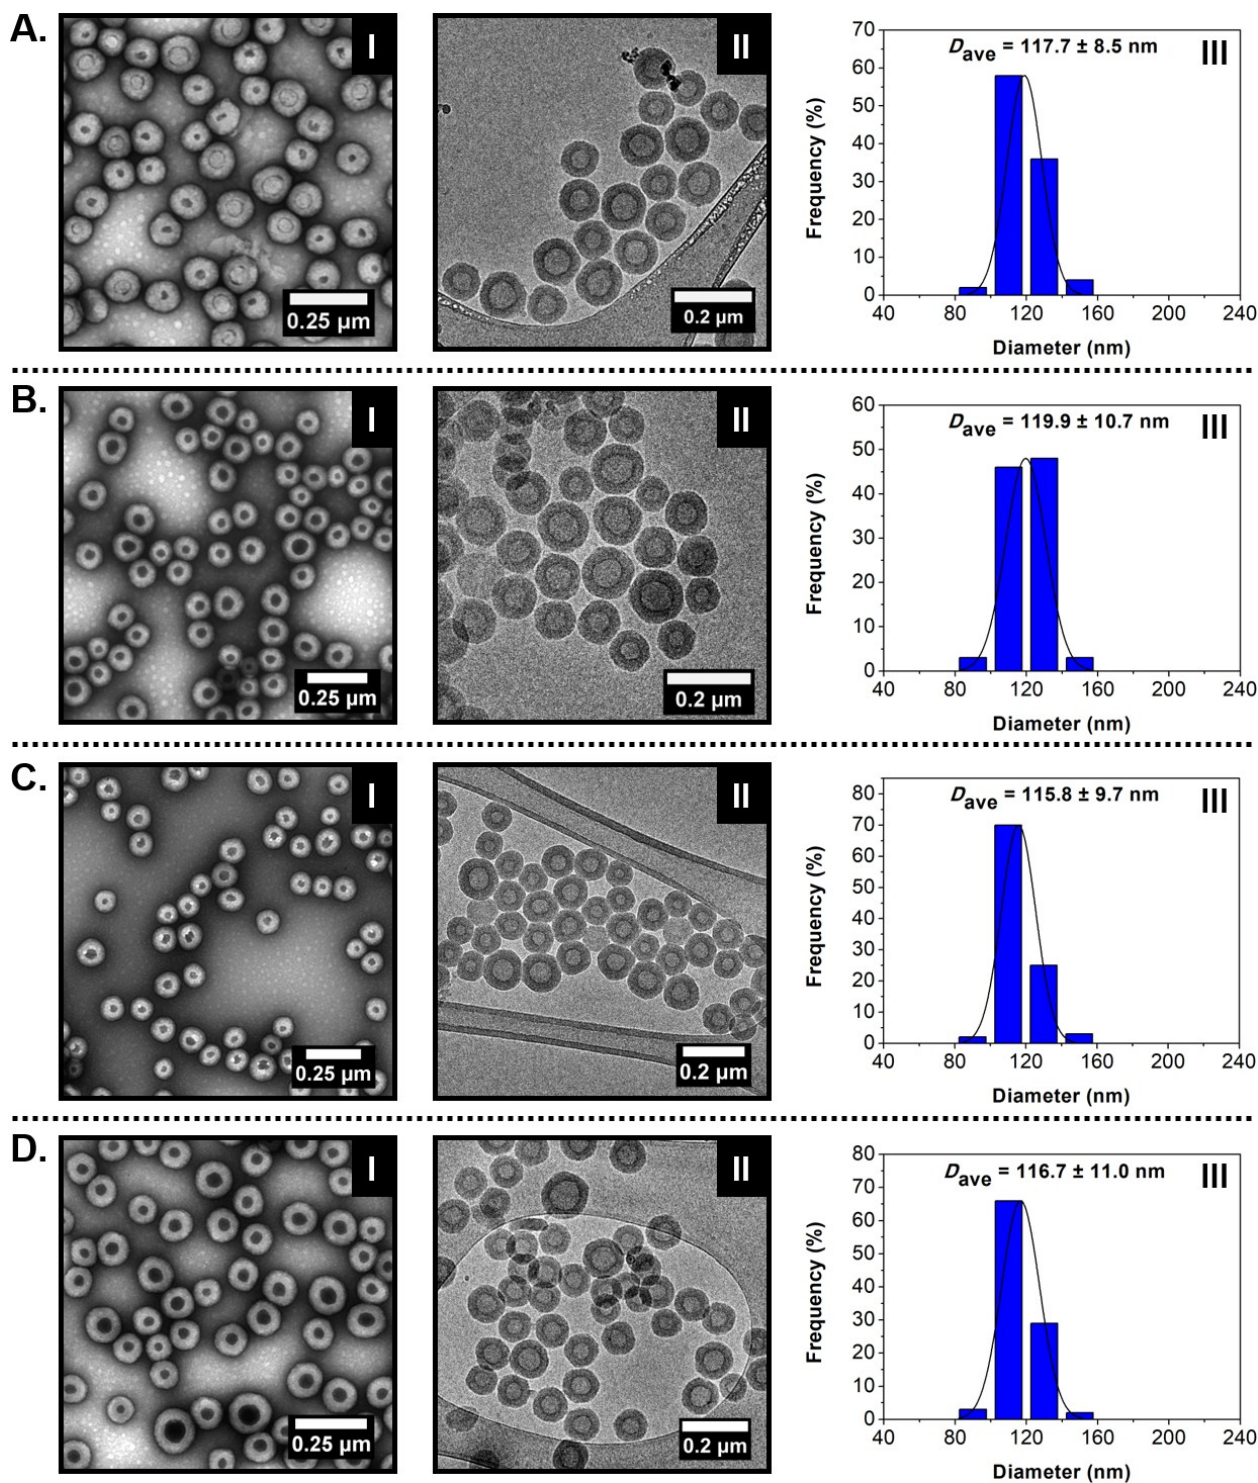 A.
I
0.25 µm
II
0.2 µm
III
D_ave = 117.7 ± 8.5 nm
70
60
50
40
30
20
10
0
Frequency (%)
40 80 120 160 200 240
Diameter (nm)
B.
I
0.25 µm
II
0.2 µm
III
D_ave = 119.9 ± 10.7 nm
60
50
40
30
20
10
0
Frequency (%)
40 80 120 160 200 240
Diameter (nm)
C.
I
0.25 µm
II
0.2 µm
III
D_ave = 115.8 ± 9.7 nm
80
70
60
50
40
30
20
10
0
Frequency (%)
40 80 120 160 200 240
Diameter (nm)
D.
I
0.25 µm
II
0.2 µm
III
D_ave = 116.7 ± 11.0 nm
80
70
60
50
40
30
20
10
0
Frequency (%)
40 80 120 160 200 240
Diameter (nm)